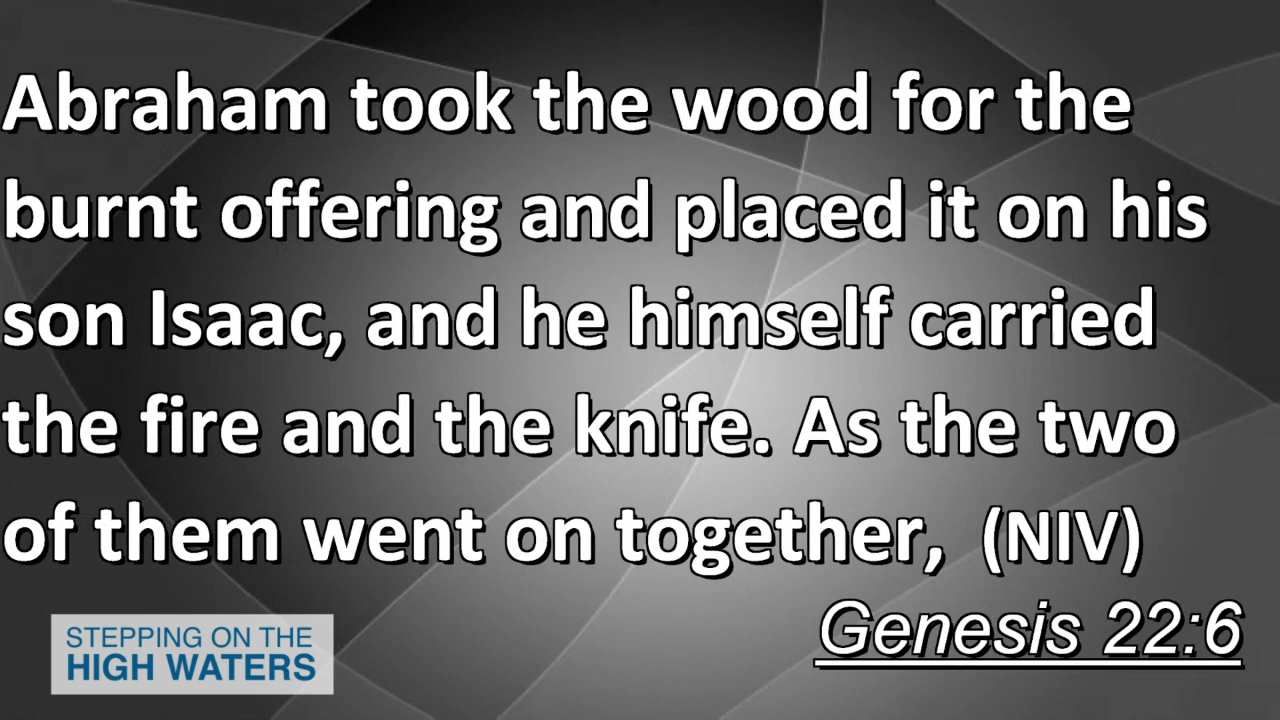 Abraham took the wood for the
burnt offering and placed it on his
son Isaac, and he himself carried
the fire and the knife. As the two
of them went on together,  (NIV)
Genesis 22:6
STEPPING ON THE
HIGH WATERS